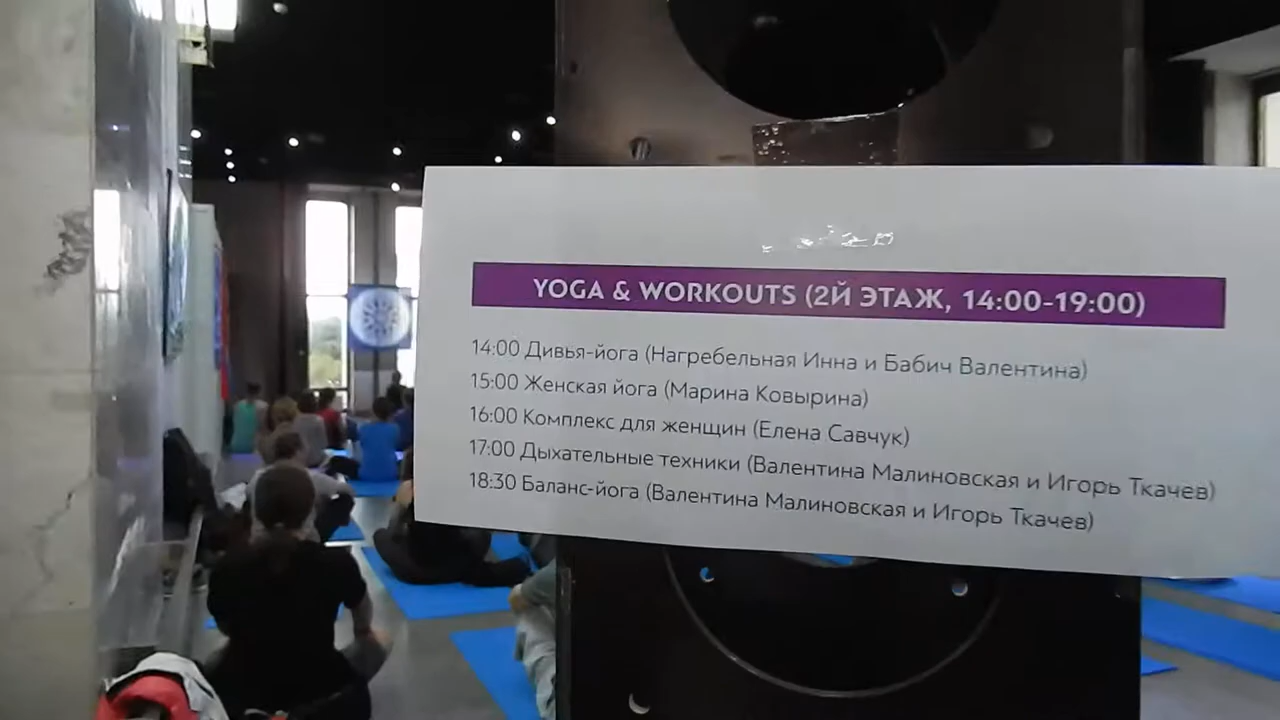 YOGA & WORKOUTS (2Й ЭТАЖ, 14:00-19:00)
14:00 Дивья-йога (Нагребельная Инна и Бабич Валентина)
15:00 Женская йога (Марина Ковырина)
16:00 Комплекс для женщин (Елена Савчук)
17:00 Дыхательные техники (Валентина Малиновская и Игорь Ткачев)
18:30 Баланс-йога (Валентина Малиновская и Игорь Ткачев)